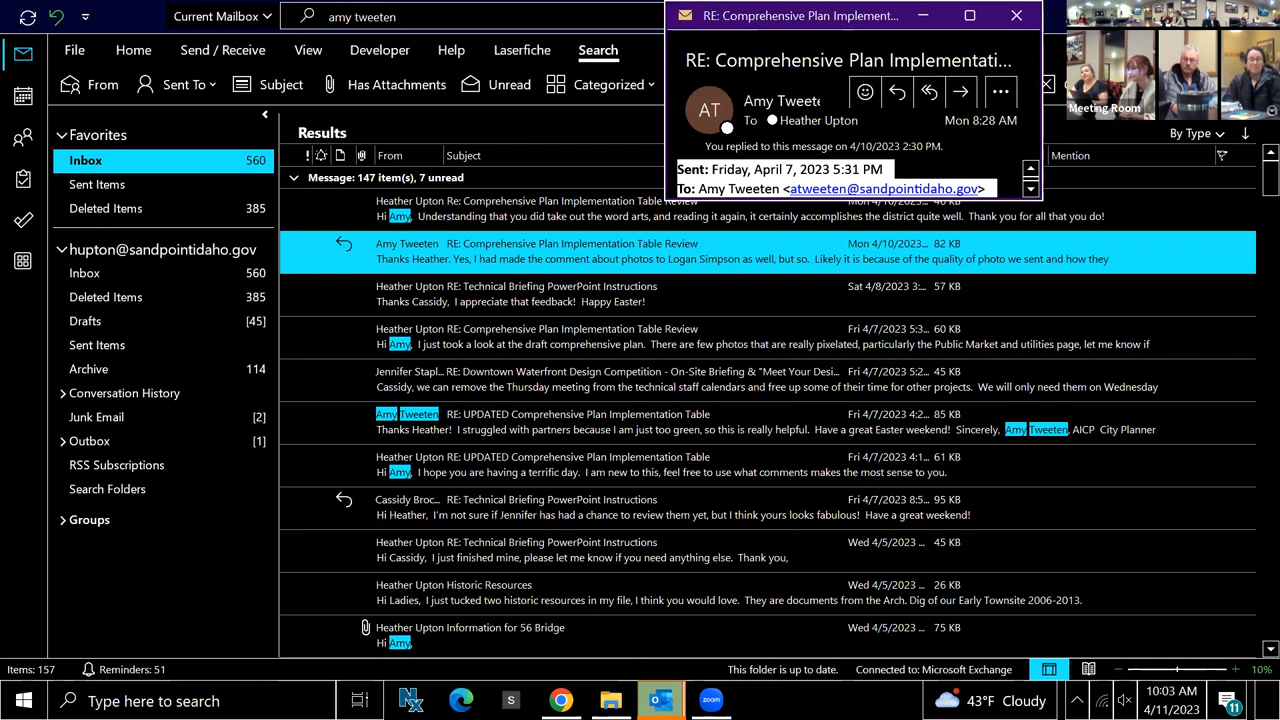 Current Mailbox
amy tweeten
RE: Comprehensive Plan Implement...
File Home Send / Receive View Developer Help Laserfiche Search
From Sent To Subject Has Attachments Unread Categorized
RE: Comprehensive Plan Implementati...
AT
Amy Tweete
To Heather Upton Mon 8:28 AM
You replied to this message on 4/10/2023 2:30 PM.
Sent: Friday, April 7, 2023 5:31 PM
To: Amy Tweeten <atweeten@sandpointidaho.gov>
Meeting Room
Favorites
Inbox 560
Sent Items
Deleted Items 385
hupton@sandpointidaho.gov
Inbox 560
Deleted Items 385
Drafts [45]
Sent Items
Archive 114
Conversation History
Junk Email [2]
Outbox [1]
RSS Subscriptions
Search Folders
Groups
Results
By Type
! From Subject Mention
Message: 147 item(s), 7 unread
Heather Upton RE: Comprehensive Plan Implementation Table Review
Hi Amy, Understanding that you did take out the word arts, and reading it again, it certainly accomplishes the district quite well. Thank you for all that you do!
Amy Tweeten RE: Comprehensive Plan Implementation Table Review Mon 4/10/2023... 82 KB
Thanks Heather. Yes, I had made the comment about photos to Logan Simpson as well, but so. Likely it is because of the quality of photo we sent and how they
Heather Upton RE: Technical Briefing PowerPoint Instructions Sat 4/8/2023 3:... 57 KB
Thanks Cassidy, I appreciate that feedback! Happy Easter!
Heather Upton RE: Comprehensive Plan Implementation Table Review Fri 4/7/2023 5:3... 60 KB
Hi Amy, I just took a look at the draft comprehensive plan. There are few photos that are really pixelated, particularly the Public Market and utilities page, let me know if
Jennifer Stapl... RE: Downtown Waterfront Design Competition - On-Site Briefing & "Meet Your Desi... Fri 4/7/2023 5:2... 45 KB
Cassidy, we can remove the Thursday meeting from the technical staff calendars and free up some of their time for other projects. We will only need them on Wednesday
Amy Tweeten RE: UPDATED Comprehensive Plan Implementation Table Fri 4/7/2023 4:2... 85 KB
Thanks Heather! I struggled with partners because I am just too green, so this is really helpful. Have a great Easter weekend! Sincerely, Amy Tweeten, AICP City Planner
Heather Upton RE: UPDATED Comprehensive Plan Implementation Table Fri 4/7/2023 4:1... 61 KB
Hi Amy, I hope you are having a terrific day. I am new to this, feel free to use what comments makes the most sense to you.
Cassidy Broc... RE: Technical Briefing PowerPoint Instructions Fri 4/7/2023 8:5... 95 KB
Hi Heather, I'm not sure if Jennifer has had a chance to review them yet, but I think yours looks fabulous! Have a great weekend!
Heather Upton RE: Technical Briefing PowerPoint Instructions Wed 4/5/2023 ... 45 KB
Hi Cassidy, I just finished mine, please let me know if you need anything else. Thank you,
Heather Upton Historic Resources Wed 4/5/2023 ... 26 KB
Hi Ladies, I just tucked two historic resources in my file, I think you would love. They are documents from the Arch. Dig of our Early Townsite 2006-2013.
Heather Upton Information for 56 Bridge Wed 4/5/2023 ... 75 KB
Hi Amy,
Items: 157 Reminders: 51 This folder is up to date. Connected to: Microsoft Exchange 10%
Type here to search
S
zoom
43°F Cloudy
10:03 AM
4/11/2023
11